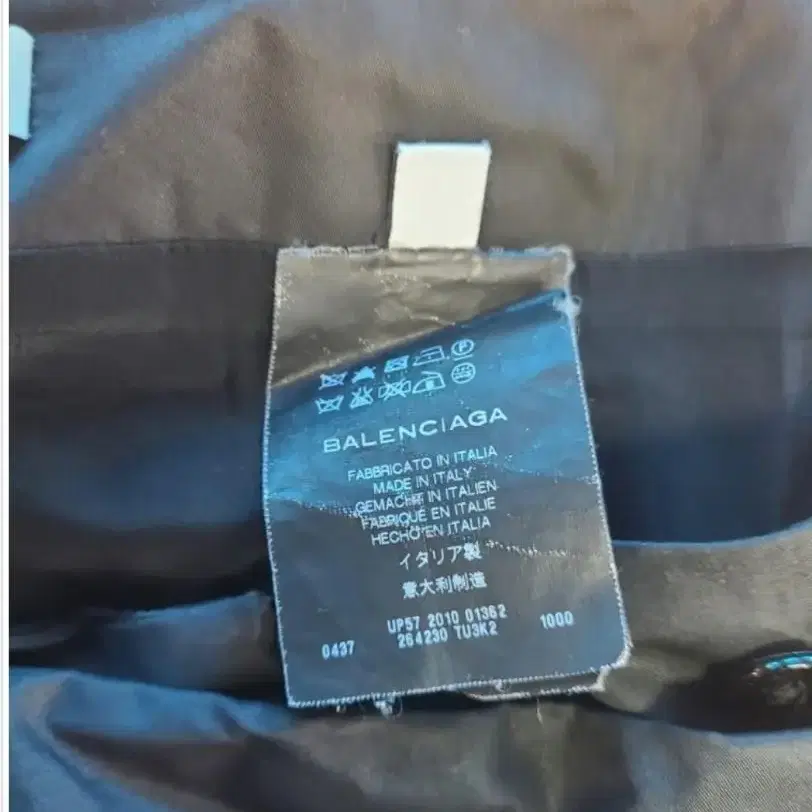 BALENCIAGA
FABBRICATO IN ITALIA
MADE IN ITALY
GEMACHT IN ITALIEN
FABRIQUÉ EN ITALIE
HECHO EN ITALIA
イタリア製
意大利制造
UP57 2010 01362
0437 264230 TU3K2 1000